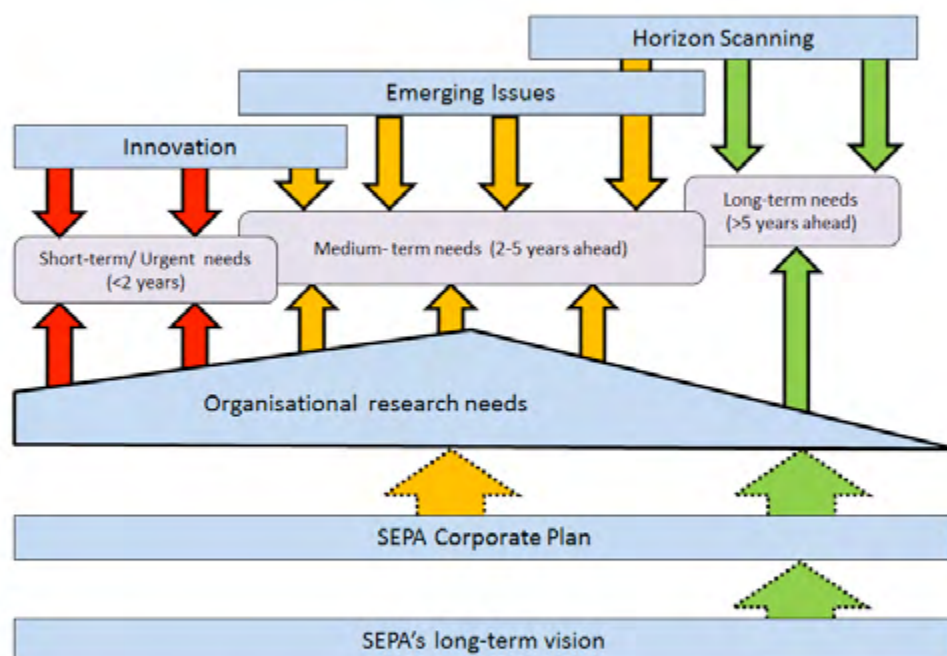 Horizon Scanning
Emerging Issues
Innovation
Long-term needs
(>5 years ahead)
Medium- term needs (2-5 years ahead)
Short-term/ Urgent needs
(<2 years)
Organisational research needs
SEPA Corporate Plan
SEPA's long-term vision